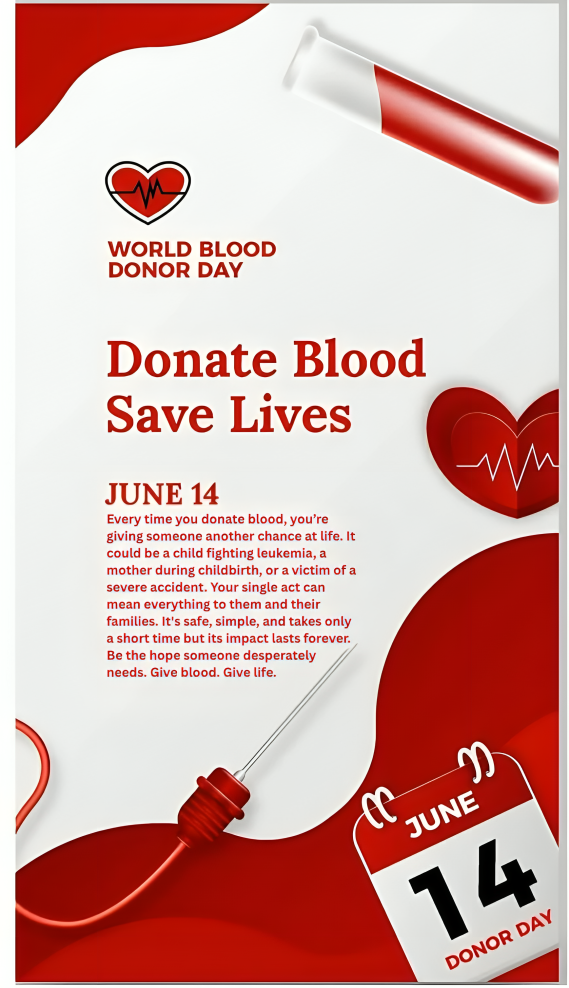 WORLD BLOOD
DONOR DAY
Donate Blood
Save Lives
JUNE 14
Every time you donate blood, you’re
giving someone another chance at life. It
could be a child fighting leukemia, a
mother during childbirth, or a victim of a
severe accident. Your single act can
mean everything to them and their
families. It's safe, simple, and takes only
a short time but its impact lasts forever.
Be the hope someone desperately
needs. Give blood. Give life.
JUNE
14
DONOR DAY